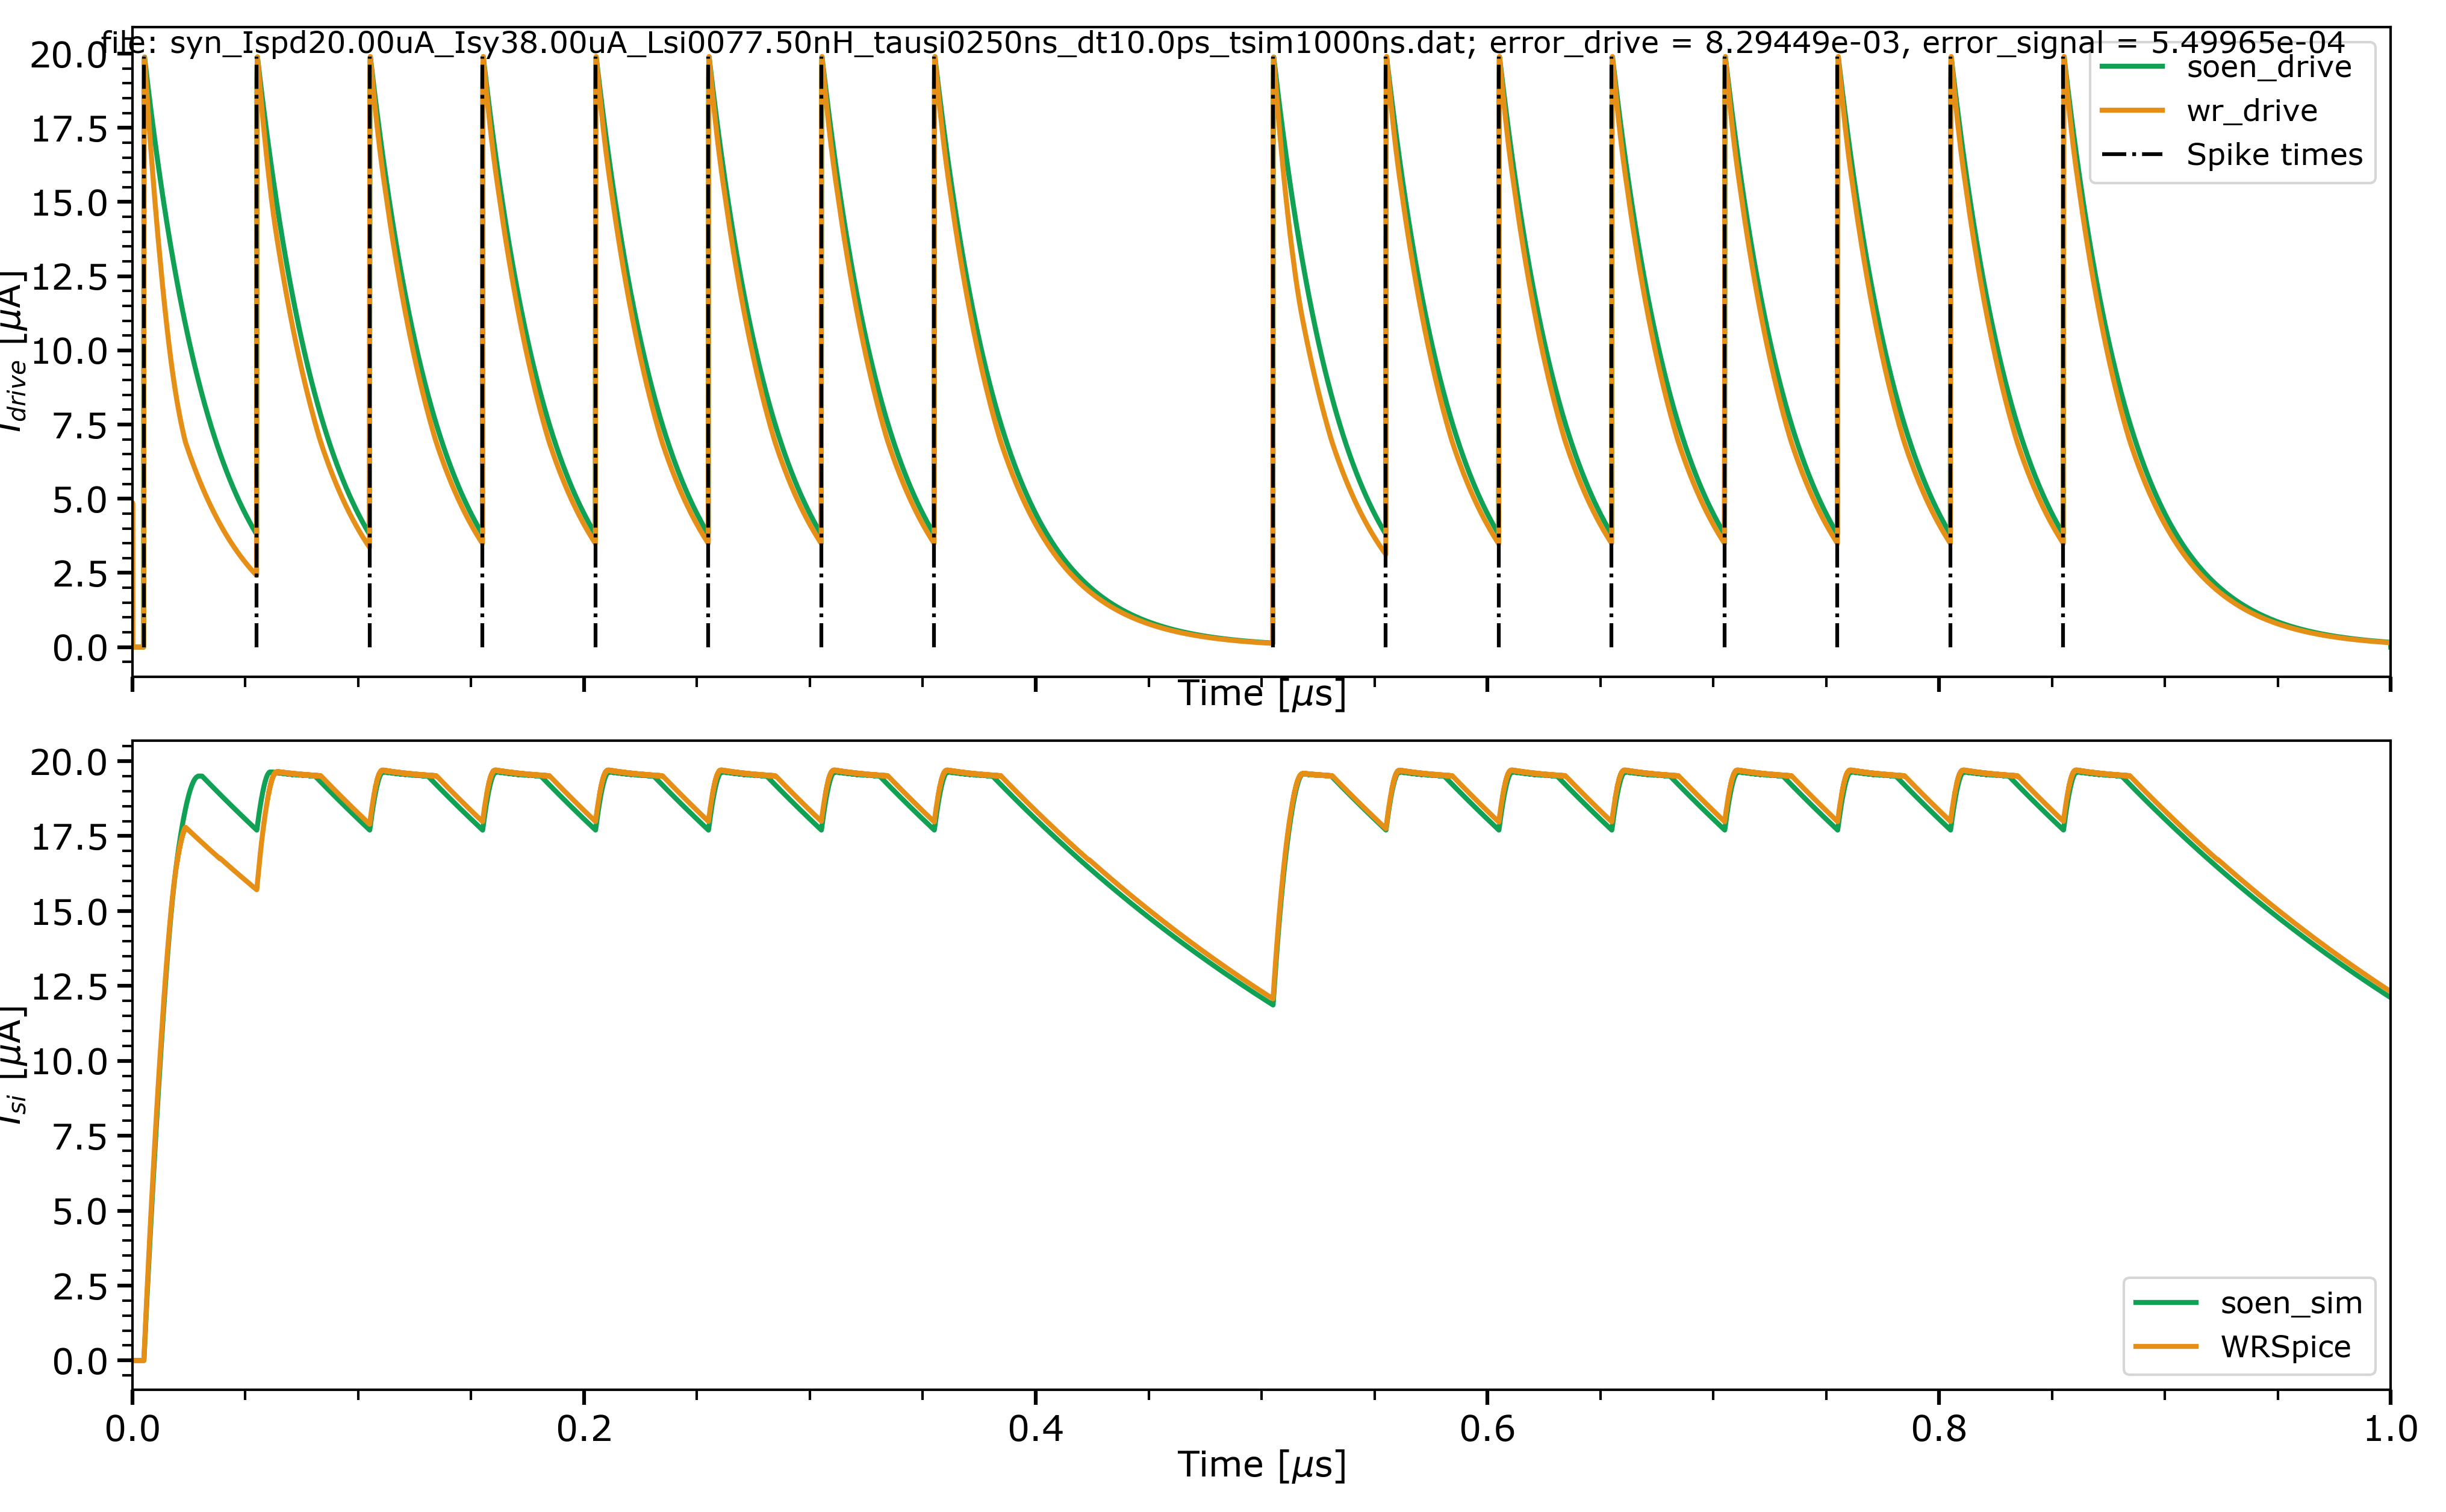 file: syn_Ispd20.00uA_Isy38.00uA_Lsi0077.50nH_tausi0250ns_dt10.0ps_tsim1000ns.dat; error_drive = 8.29449e-03, error_signal = 5.49965e-04
20.0
17.5
15.0
12.5
10.0
7.5
5.0
2.5
0.0
I_drive [μA]
soen_drive
wr_drive
Spike times
Time [μs]
20.0
17.5
15.0
12.5
10.0
7.5
5.0
2.5
0.0
I_si [μA]
soen_sim
WRSpice
0.0 0.2 0.4 0.6 0.8 1.0
Time [μs]